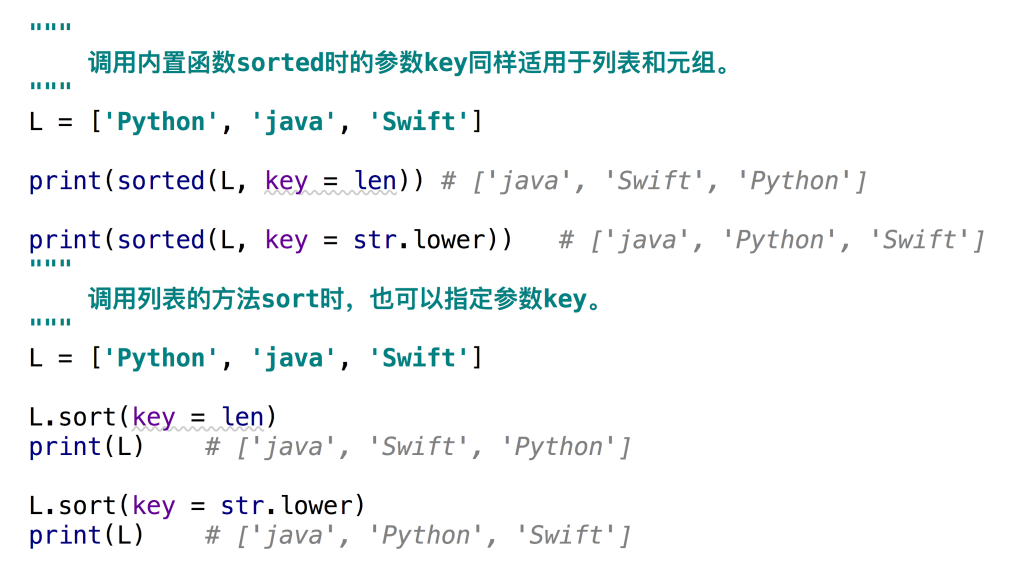 """
    调用内置函数sorted时的参数key同样适用于列表和元组。
"""
L = ['Python', 'java', 'Swift']
print(sorted(L, key = len)) # ['java', 'Swift', 'Python']
print(sorted(L, key = str.lower))   # ['java', 'Python', 'Swift']
"""
    调用列表的方法sort时，也可以指定参数key。
"""
L = ['Python', 'java', 'Swift']
L.sort(key = len)
print(L)    # ['java', 'Swift', 'Python']
L.sort(key = str.lower)
print(L)    # ['java', 'Python', 'Swift']